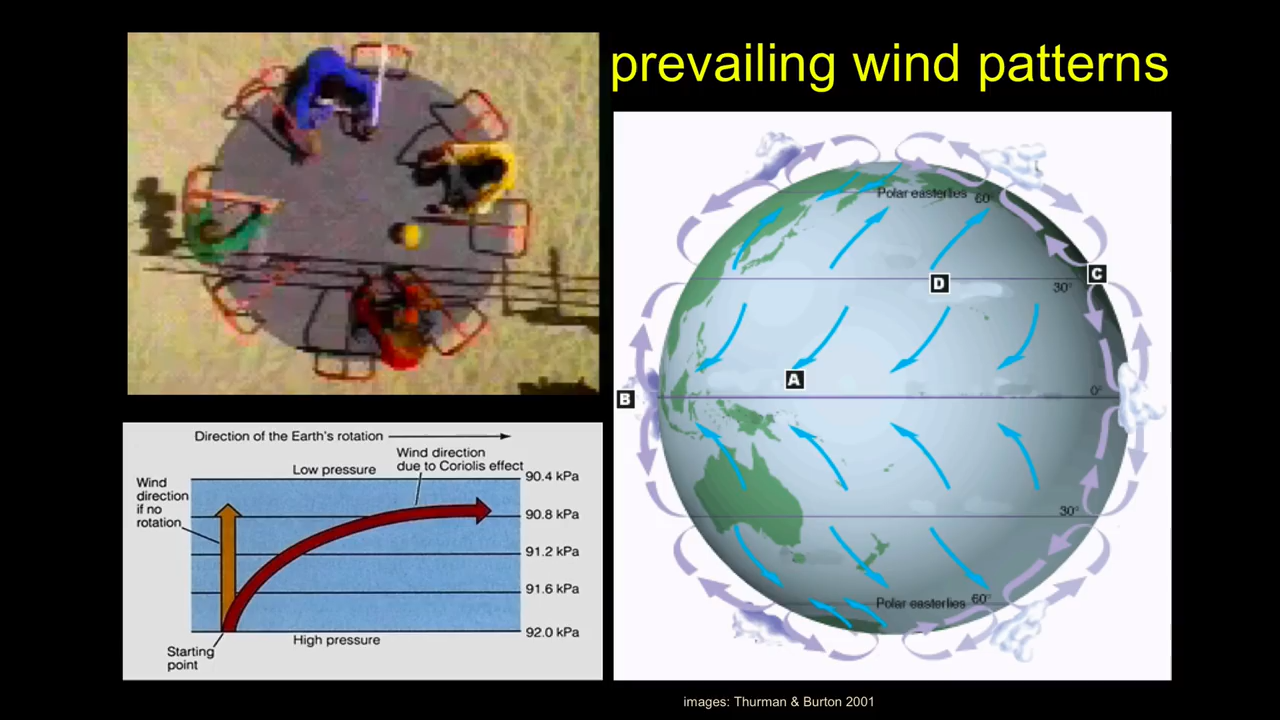 prevailing wind patterns
Direction of the Earth's rotation
Wind direction
due to Coriolis effect
Low pressure
Wind
direction
if no
rotation
90.4 kPa
90.8 kPa
91.2 kPa
91.6 kPa
92.0 kPa
High pressure
Starting
point
Polar easterlies
60
C
D
30°
A
0°
B
30°
Polar easterlies
60°
images: Thurman & Burton 2001